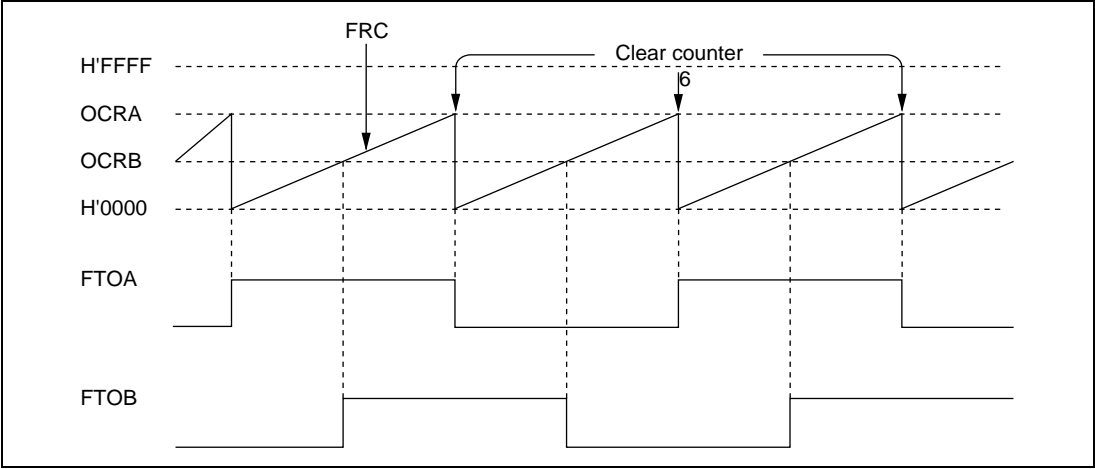 FRC
Clear counter
H'FFFF
6
OCRA
OCRB
H'0000
FTOA
FTOB